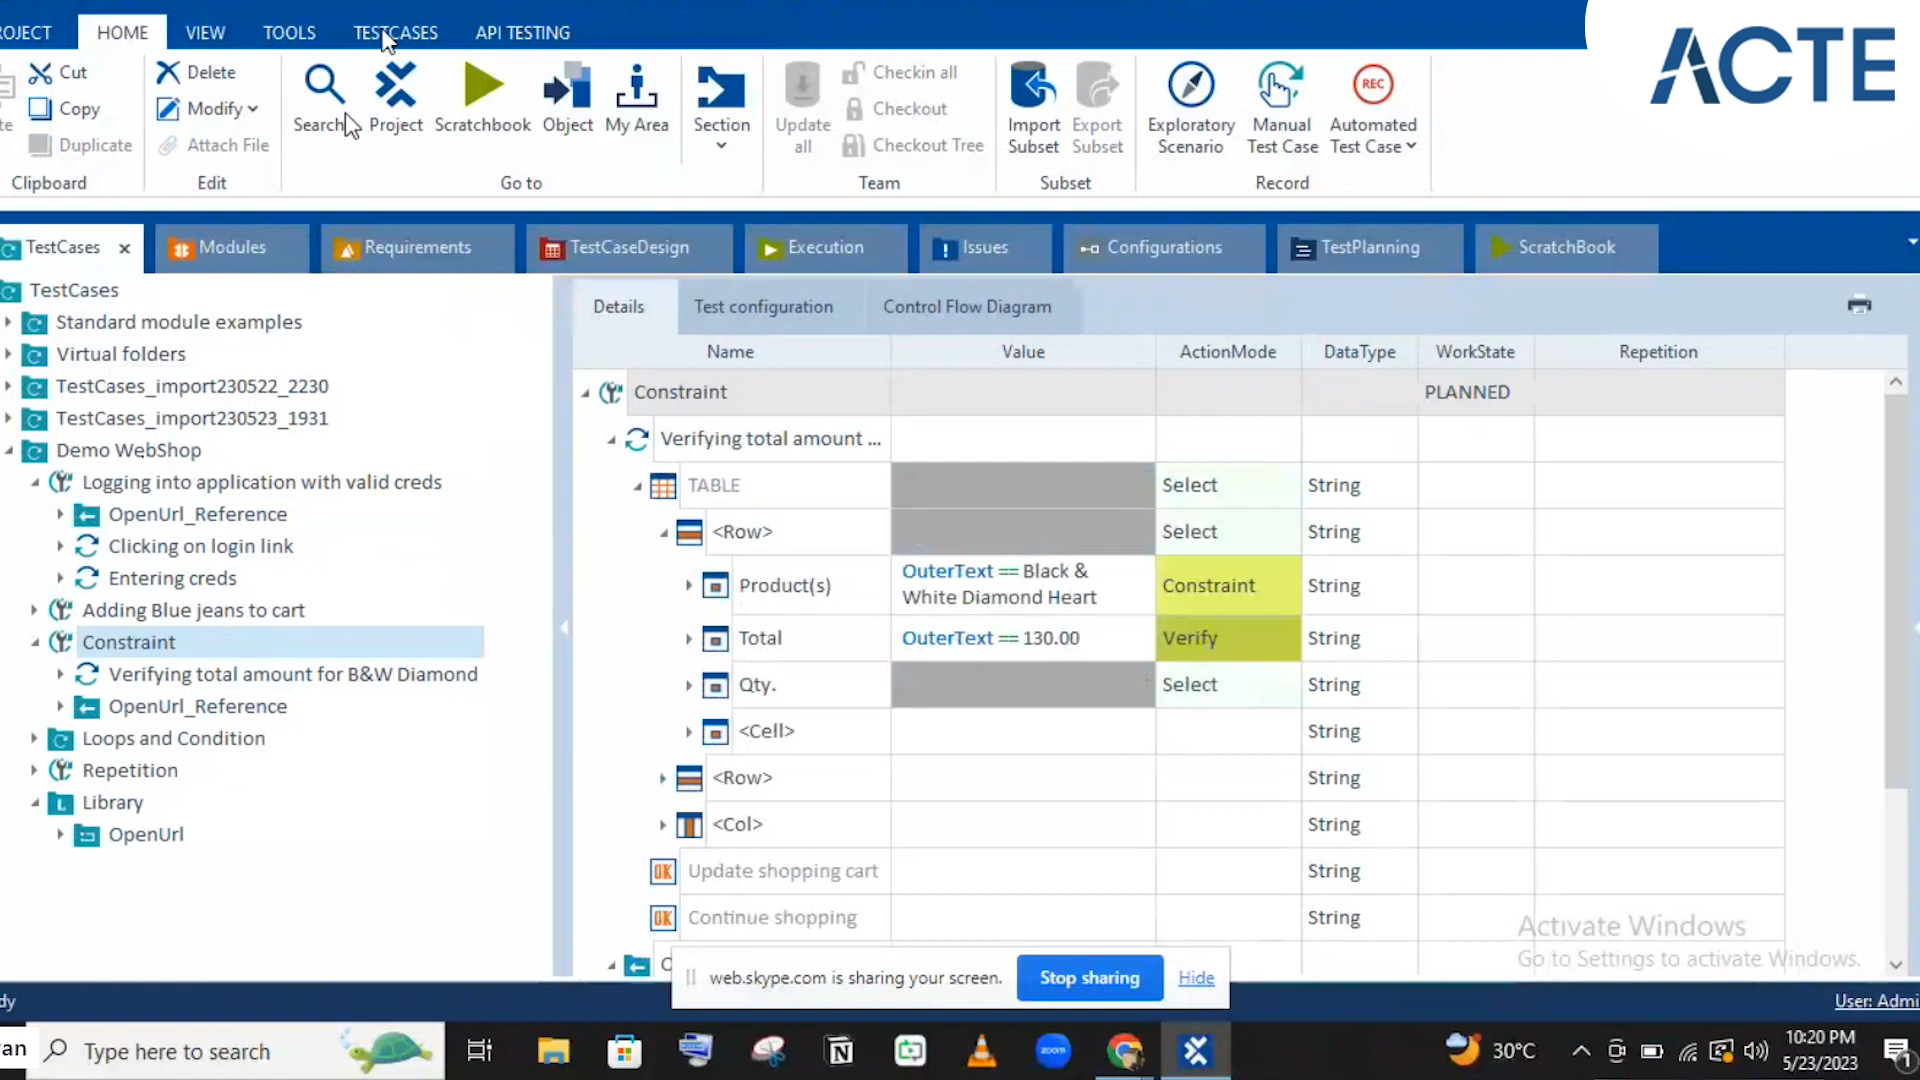 ROJECT HOME VIEW TOOLS TESTCASES API TESTING
ACTE
Cut
Copy
Duplicate
Clipboard
Delete
Modify
Attach File
Edit
Search Project Scratchbook Object My Area
Go to
Section
Update
all
Checkin all
Checkout
Checkout Tree
Team
Import
Subset
Export
Subset
Subset
Exploratory
Scenario
Manual
Test Case
REC
Automated
Test Case
Record
TestCases Modules Requirements TestCaseDesign Execution Issues Configurations TestPlanning ScratchBook
TestCases
Standard module examples
Virtual folders
TestCases_import230522_2230
TestCases_import230523_1931
Demo WebShop
Logging into application with valid creds
OpenUrl_Reference
Clicking on login link
Entering creds
Adding Blue jeans to cart
Constraint
Verifying total amount for B&W Diamond
OpenUrl_Reference
Loops and Condition
Repetition
Library
OpenUrl
Details Test configuration Control Flow Diagram
Name Value ActionMode DataType WorkState Repetition
Constraint PLANNED
Verifying total amount ...
TABLE Select String
<Row> Select String
Product(s) OuterText == Black &
White Diamond Heart Constraint String
Total OuterText == 130.00 Verify String
Qty. Select String
<Cell> String
<Row> String
<Col> String
OK Update shopping cart String
OK Continue shopping String
Activate Windows
Go to Settings to activate Windows.
web.skype.com is sharing your screen. Stop sharing Hide
dy
User: Admi
van
Type here to search
zoom
30°C
10:20 PM
5/23/2023
1